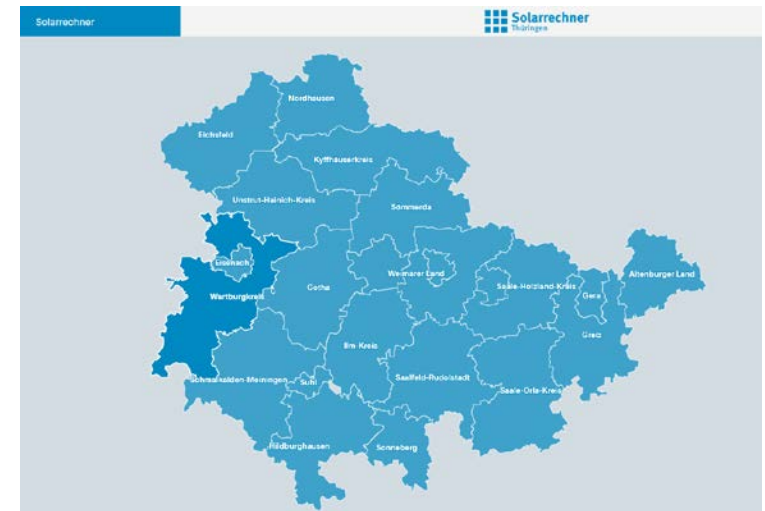 Solarrechner
Solarrechner
Thüringen
Nordhausen
Eichsfeld
Kyffhäuserkreis
Unstrut-Hainich-Kreis
Sömmerda
Eisenach
Weimarer Land
Altenburger Land
Gotha
Saale-Holzland-Kreis
Wartburgkreis
Gera
Ilm-Kreis
Greiz
Schmalkalden-Meiningen
Suhl
Saalfeld-Rudolstadt
Saale-Orla-Kreis
Hildburghausen
Sonneberg